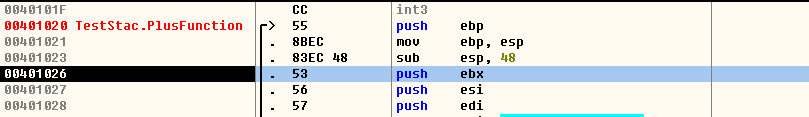 0040101F CC int3
00401020 TestStac.PlusFunction > 55 push ebp
00401021 . 8BEC mov ebp, esp
00401023 . 83EC 48 sub esp, 48
00401026 . 53 push ebx
00401027 . 56 push esi
00401028 . 57 push edi